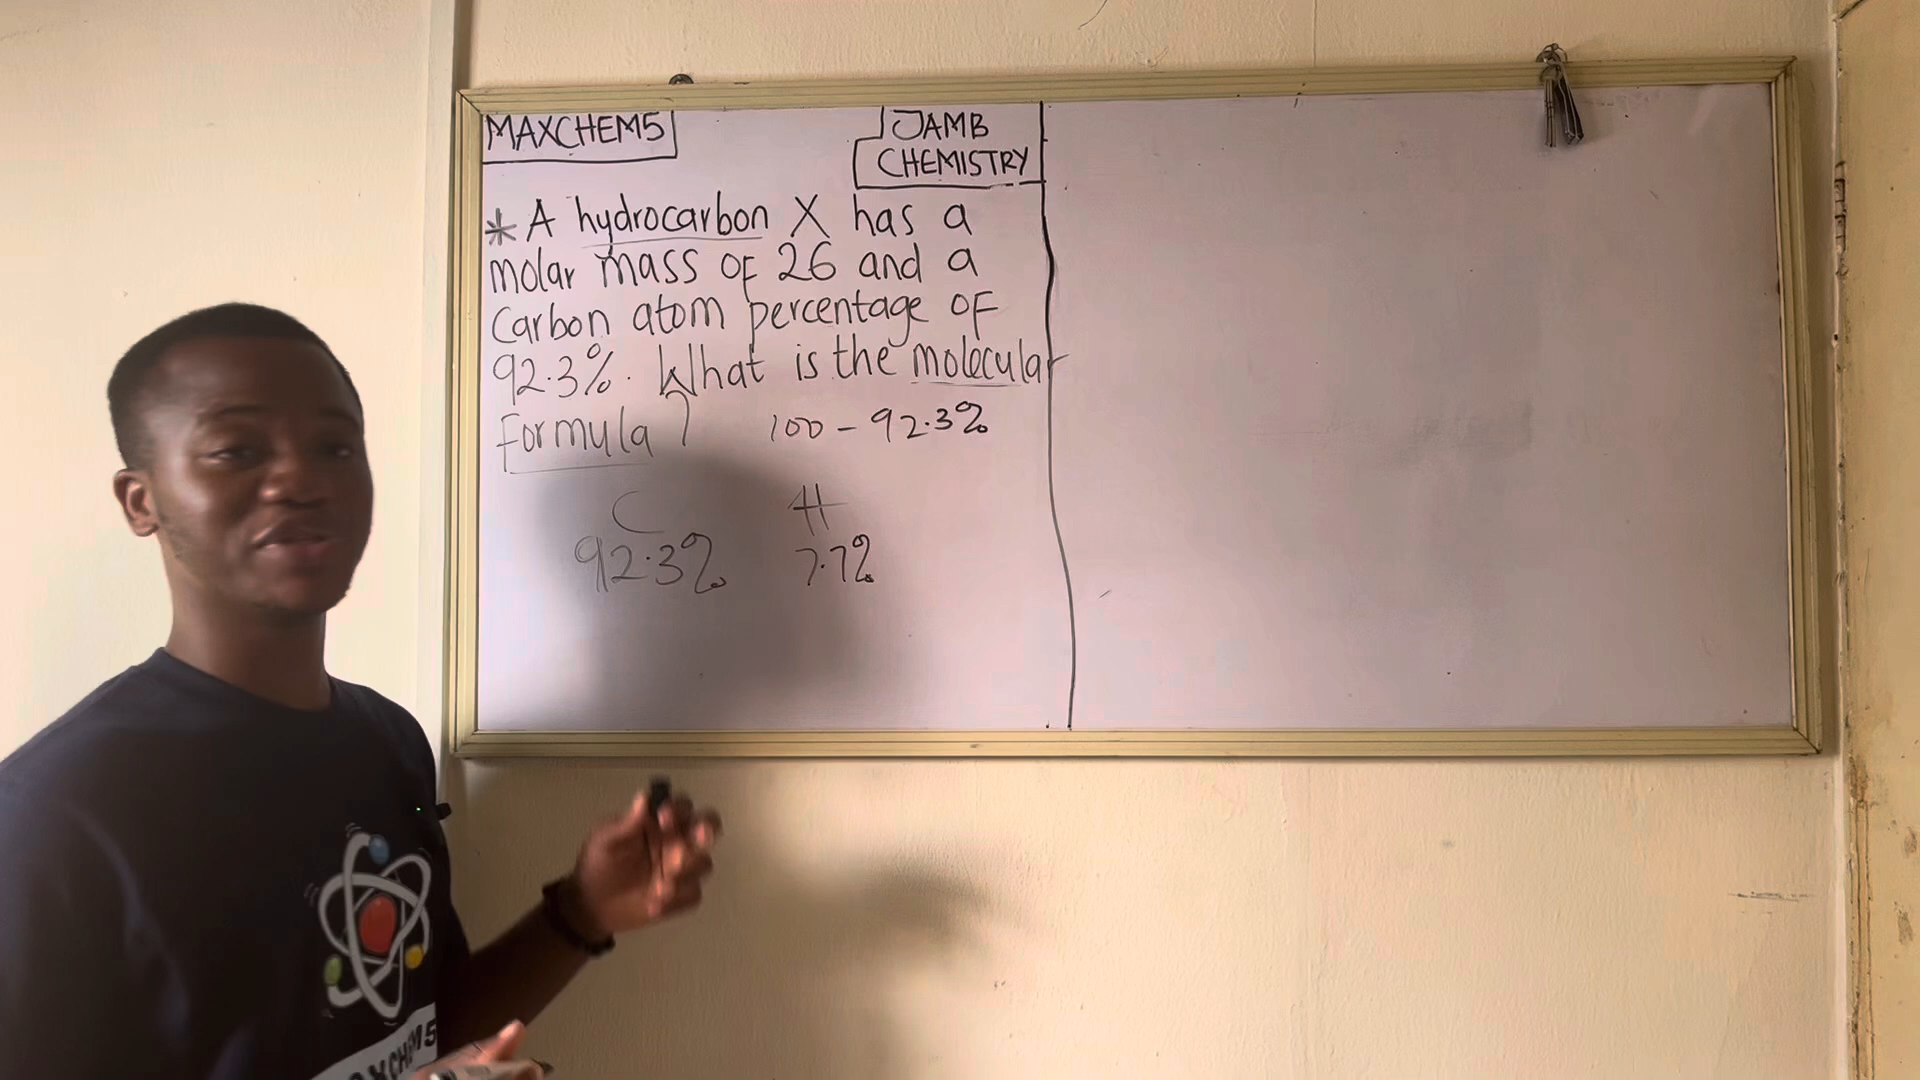 MAXCHEM5
JAMB
CHEMISTRY
* A hydrocarbon X has a
molar mass of 26 and a
Carbon atom percentage of
92.3%. What is the molecular
formula?
100 - 92.3%
C H
92.3% 7.7%
MAXCHEM5